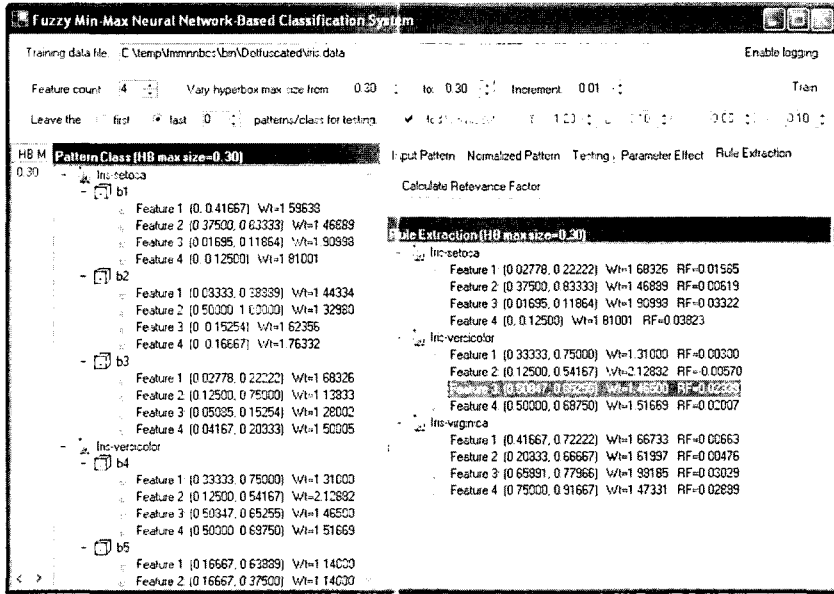 Fuzzy Min-Max Neural Network-Based Classification System
Training data file: C:\temp\fmnnbcs\bin\Dotfuscated\iris.data
Enable logging
Feature count 4 Vary hyperbox max size from 0.30 to: 0.30 Increment 0.01 Train
Leave the first last 0 patterns/class for testing.
HB M
0.30
Pattern Class (HB max size=0.30)
Iris-setosa
b1
Feature 1 (0, 0.41667) Wt=1.59638
Feature 2 (0.37500, 0.83333) Wt=1.46889
Feature 3 (0.01695, 0.11864) Wt=1.90998
Feature 4 (0, 0.12500) Wt=1.81001
b2
Feature 1 Wt=1.44334
Feature 2 (0.50000, 1.00000) Wt=1.32980
Feature 3 (0, 0.15254) Wt=1.62356
Feature 4 (0, 0.16667) Wt=1.76332
b3
Feature 1 (0.02778, 0.22222) Wt=1.68326
Feature 2 (0.12500, 0.75000) Wt=1.13833
Feature 3 (0.05085, 0.15254) Wt=1.28002
Feature 4 (0.04167, 0.20833) Wt=1.50005
Iris-versicolor
b4
Feature 1 (0.33333, 0.75000) Wt=1.31000
Feature 2 (0.12500, 0.54167) Wt=2.12892
Feature 3 (0.50847, 0.65255) Wt=1.46500
Feature 4 (0.50000, 0.68750) Wt=1.51669
b5
Feature 1 (0.16667, 0.63889) Wt=1.14000
Feature 2 (0.16667, 0.37500) Wt=1.14000
Input Pattern Normalized Pattern Testing Parameter Effect Rule Extraction
Calculate Relevance Factor
Rule Extraction (HB max size=0.30)
Iris-setosa
Feature 1 (0.02778, 0.22222) Wt=1.68326 RF=0.01565
Feature 2 (0.37500, 0.83333) Wt=1.46889 RF=0.00619
Feature 3 (0.01695, 0.11864) Wt=1.90998 RF=0.03322
Feature 4 (0, 0.12500) Wt=1.81001 RF=0.03823
Iris-versicolor
Feature 1 (0.33333, 0.75000) Wt=1.31000 RF=0.00300
Feature 2 (0.12500, 0.54167) Wt=2.12892 RF=-0.00570
Feature 3
Feature 4 (0.50000, 0.68750) Wt=1.51669 RF=0.02007
Iris-virginica
Feature 1 (0.41667, 0.72222) Wt=1.66733 RF=0.00663
Feature 2 (0.20833, 0.66667) Wt=1.61997 RF=0.00476
Feature 3 (0.65891, 0.77966) Wt=1.99185 RF=0.03029
Feature 4 (0.75000, 0.91667) Wt=1.47331 RF=0.02889